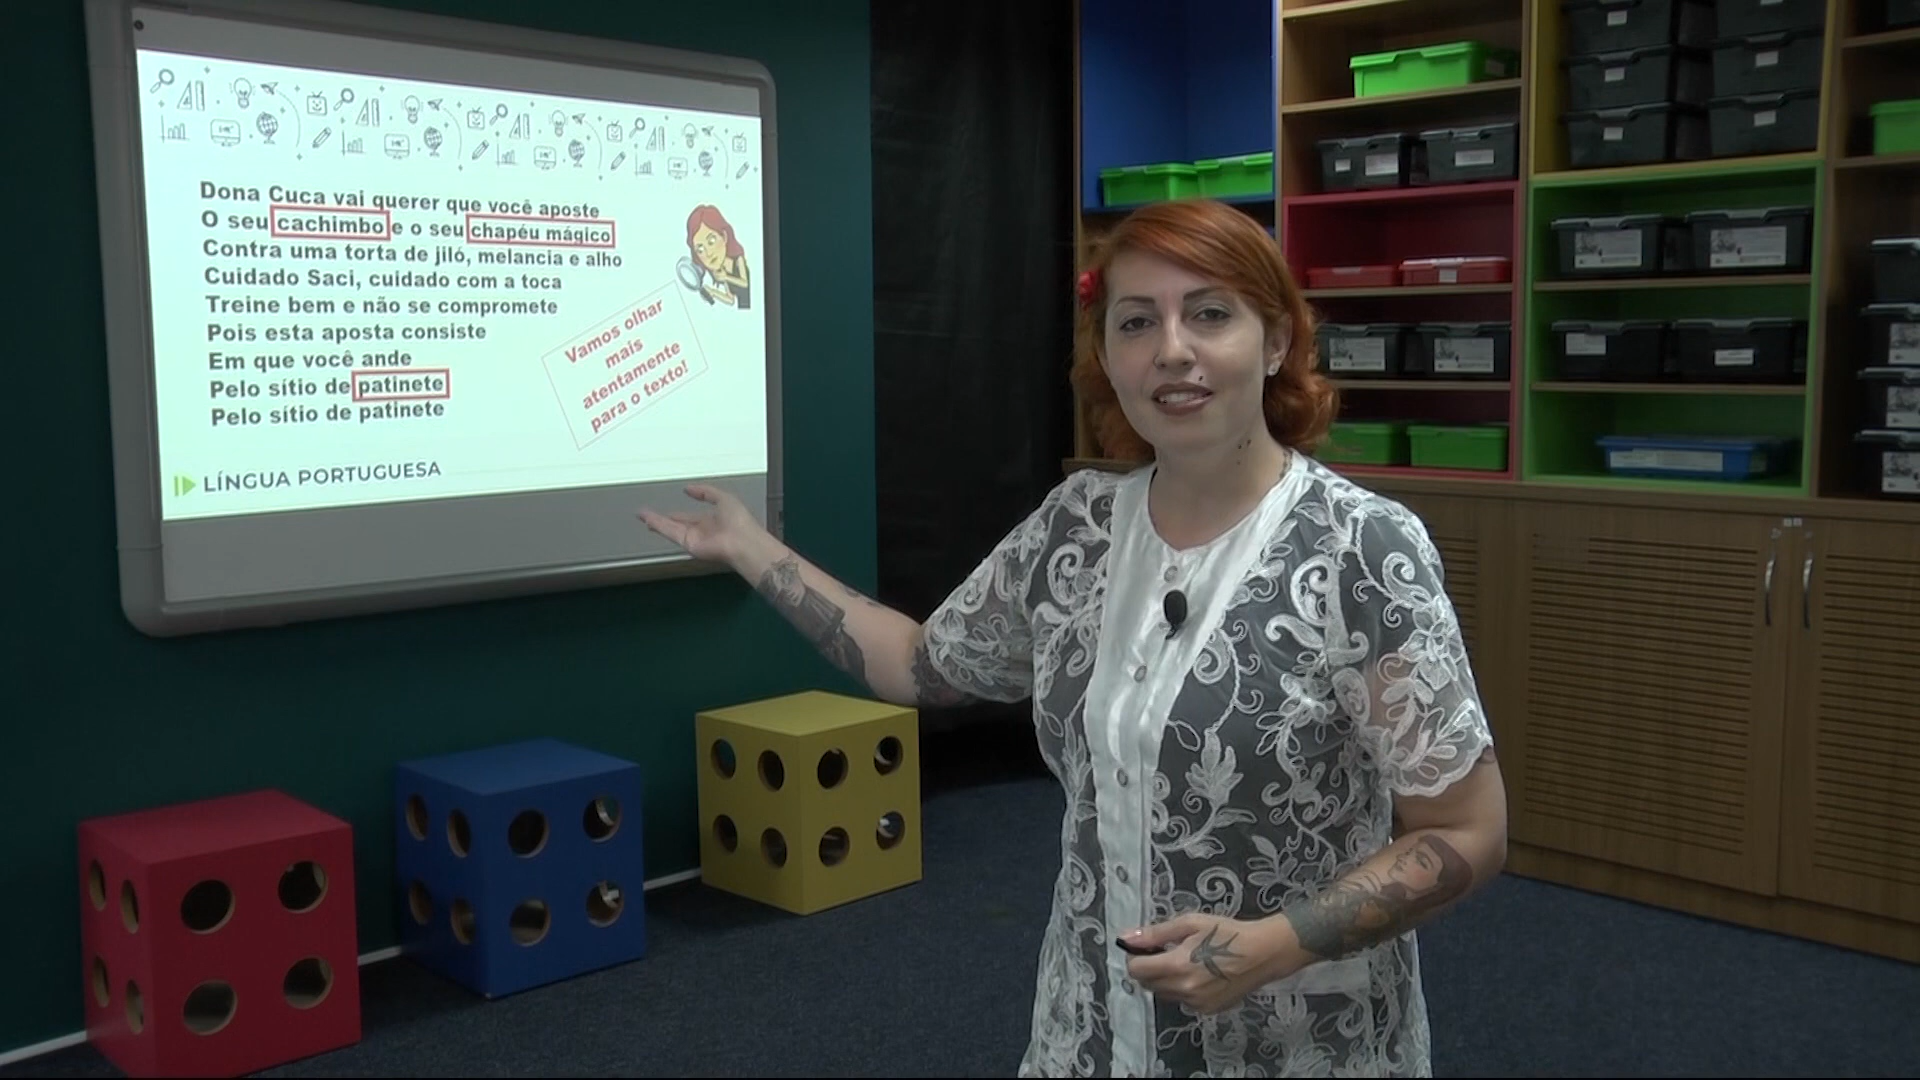 Dona Cuca vai querer que você aposte
O seu cachimbo e o seu chapéu mágico
Contra uma torta de jiló, melancia e alho
Cuidado Saci, cuidado com a toca
Treine bem e não se compromete
Pois esta aposta consiste
Em que você ande
Pelo sítio de patinete
Pelo sítio de patinete
Vamos olhar
mais
atentamente
para o texto!
LÍNGUA PORTUGUESA